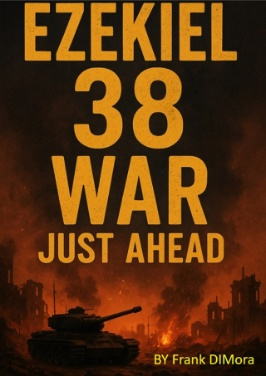 EZEKIEL
38
WAR
JUST AHEAD
BY Frank DIMora